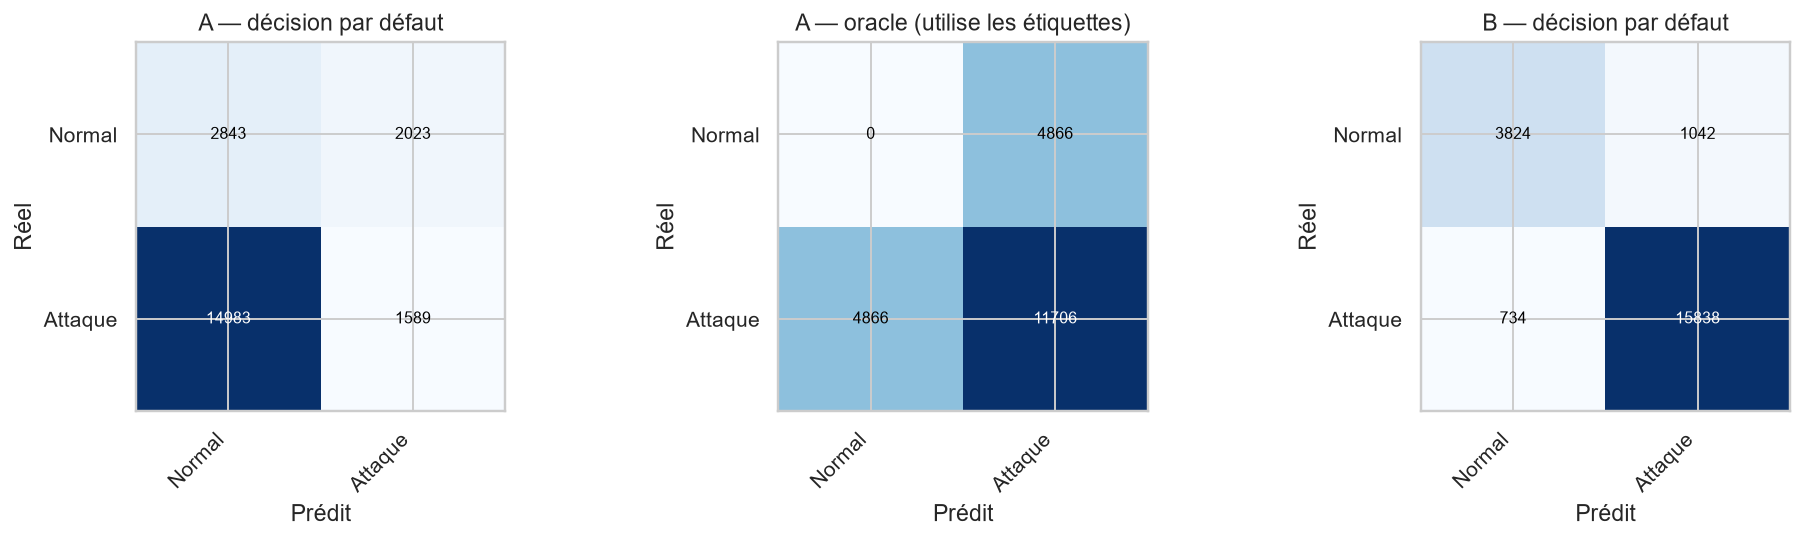 A — décision par défaut
Réel
Normal
2843 2023
Attaque
14983 1589
Normal Attaque
Prédit
A — oracle (utilise les étiquettes)
Réel
Normal
0 4866
Attaque
4866 11706
Normal Attaque
Prédit
B — décision par défaut
Réel
Normal
3824 1042
Attaque
734 15838
Normal Attaque
Prédit